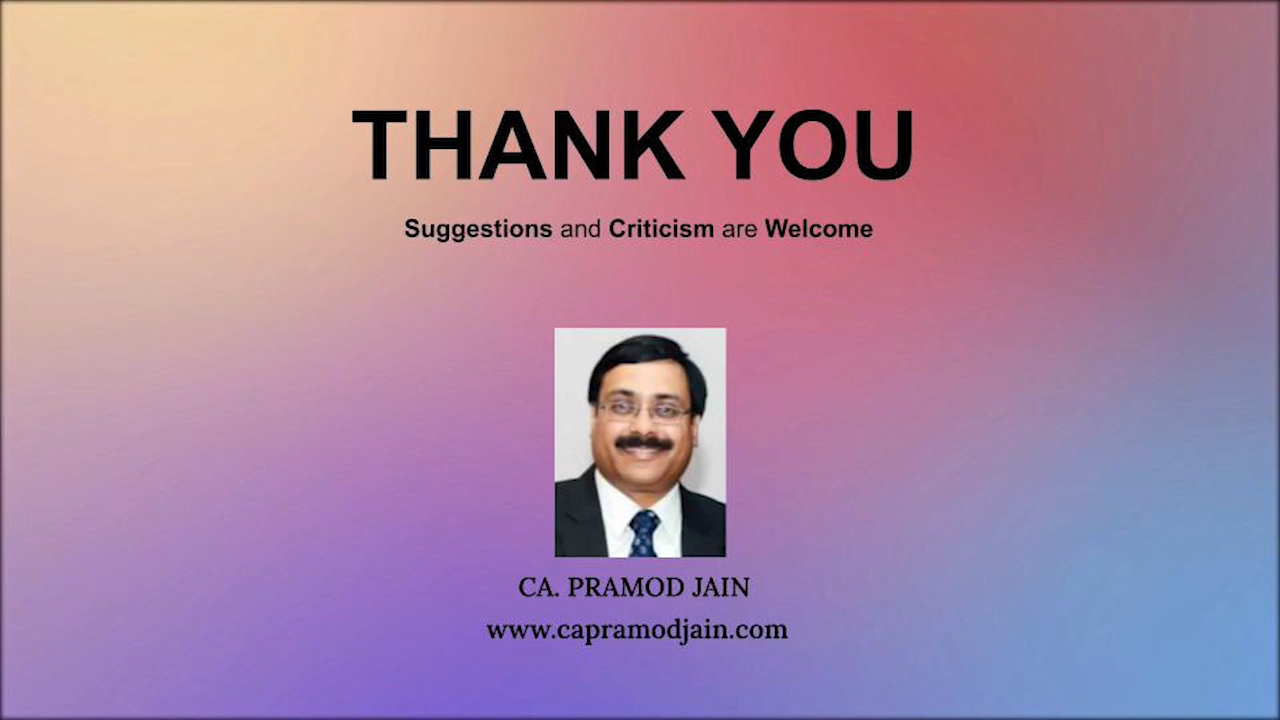 THANK YOU
Suggestions and Criticism are Welcome
CA. PRAMOD JAIN
www.capramodjain.com